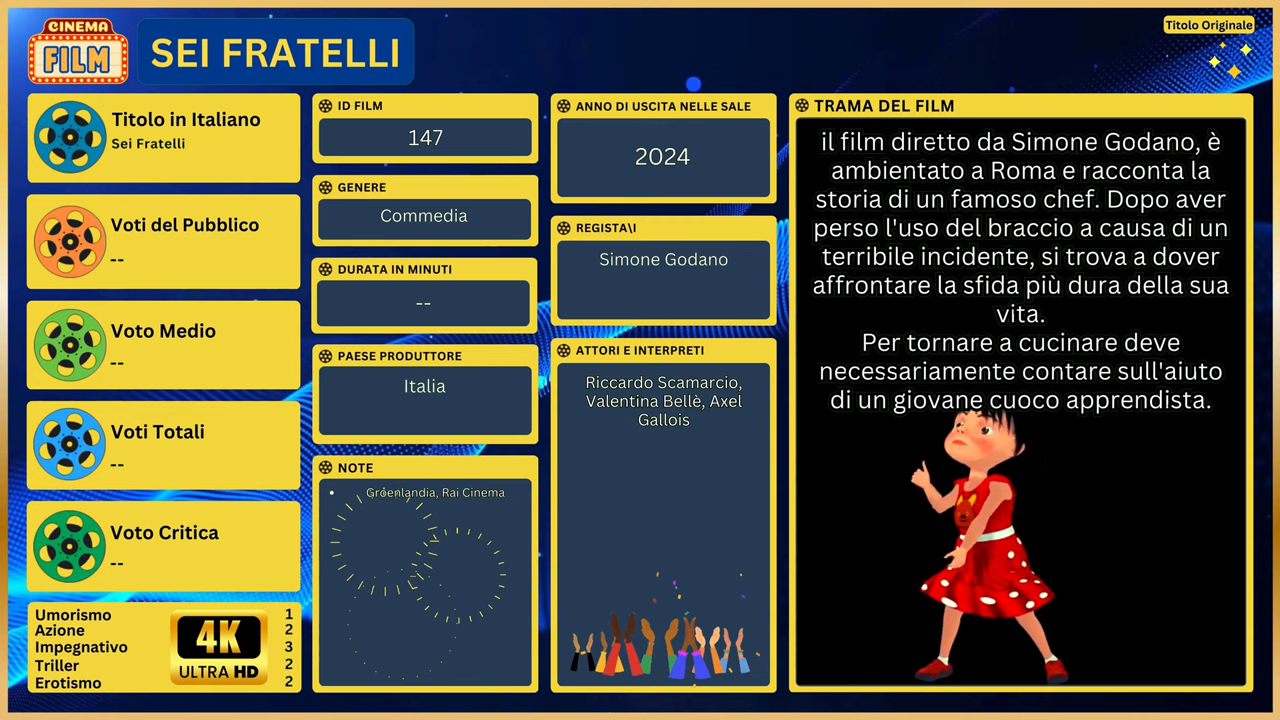 CINEMA
FILM
SEI FRATELLI
Titolo Originale
Titolo in Italiano
Sei Fratelli
Voti del Pubblico
--
Voto Medio
--
Voti Totali
--
Voto Critica
--
Umorismo 1
Azione 2
Impegnativo 3
Triller 2
Erotismo 2
4K
ULTRA HD
ID FILM
147
GENERE
Commedia
DURATA IN MINUTI
--
PAESE PRODUTTORE
Italia
NOTE
Groenlandia, Rai Cinema
ANNO DI USCITA NELLE SALE
2024
REGISTA\I
Simone Godano
ATTORI E INTERPRETI
Riccardo Scamarcio,
Valentina Bellè, Axel
Gallois
TRAMA DEL FILM
il film diretto da Simone Godano, è
ambientato a Roma e racconta la
storia di un famoso chef. Dopo aver
perso l'uso del braccio a causa di un
terribile incidente, si trova a dover
affrontare la sfida più dura della sua
vita.
Per tornare a cucinare deve
necessariamente contare sull'aiuto
di un giovane cuoco apprendista.